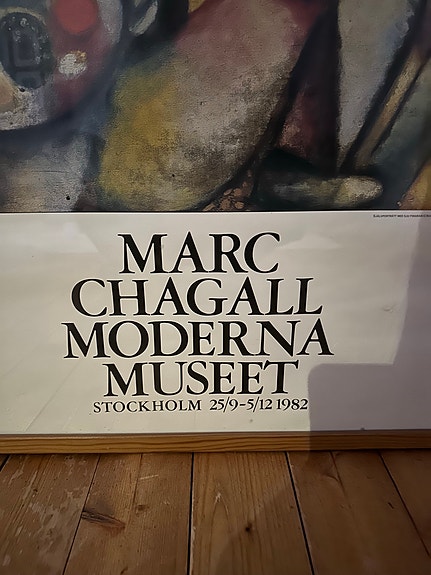 MARC
CHAGALL
MODERNA
MUSEET
STOCKHOLM 25/9–5/12 1982